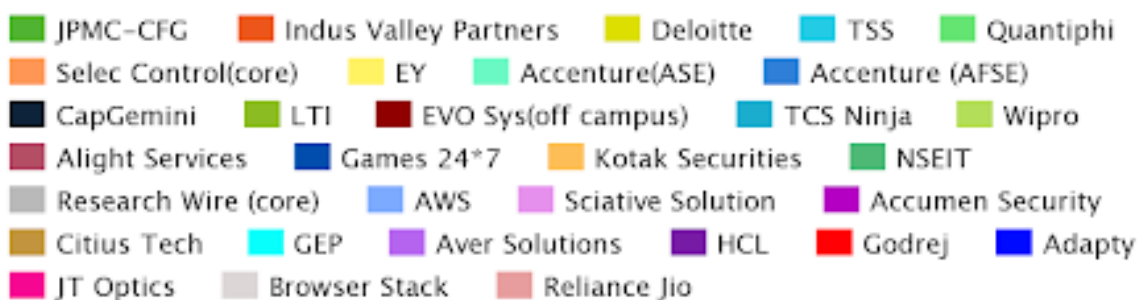 JPMC-CFG Indus Valley Partners Deloitte TSS Quantiphi
Selec Control(core) EY Accenture(ASE) Accenture (AFSE)
CapGemini LTI EVO Sys(off campus) TCS Ninja Wipro
Alight Services Games 24*7 Kotak Securities NSEIT
Research Wire (core) AWS Sciative Solution Accumen Security
Citius Tech GEP Aver Solutions HCL Godrej Adapty
JT Optics Browser Stack Reliance Jio